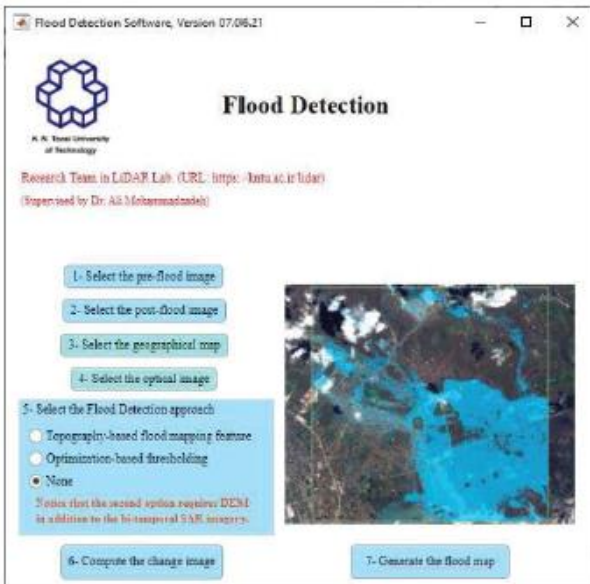 Flood Detection Software, Version 07.06.21
K. N. Toosi University
of Technology
Flood Detection
Research Team in LiDAR Lab. (URL: https://kntu.ac.ir/lidar)
(Supervised by Dr. Ali Mohammadzadeh)
1- Select the pre-flood image
2- Select the post-flood image
3- Select the geographical map
4- Select the optical image
5- Select the Flood Detection approach
Topography-based flood mapping feature
Optimization-based thresholding
None
Notice that the second option requires DEM
in addition to the bi-temporal SAR imagery.
6- Compute the change image
7- Generate the flood map